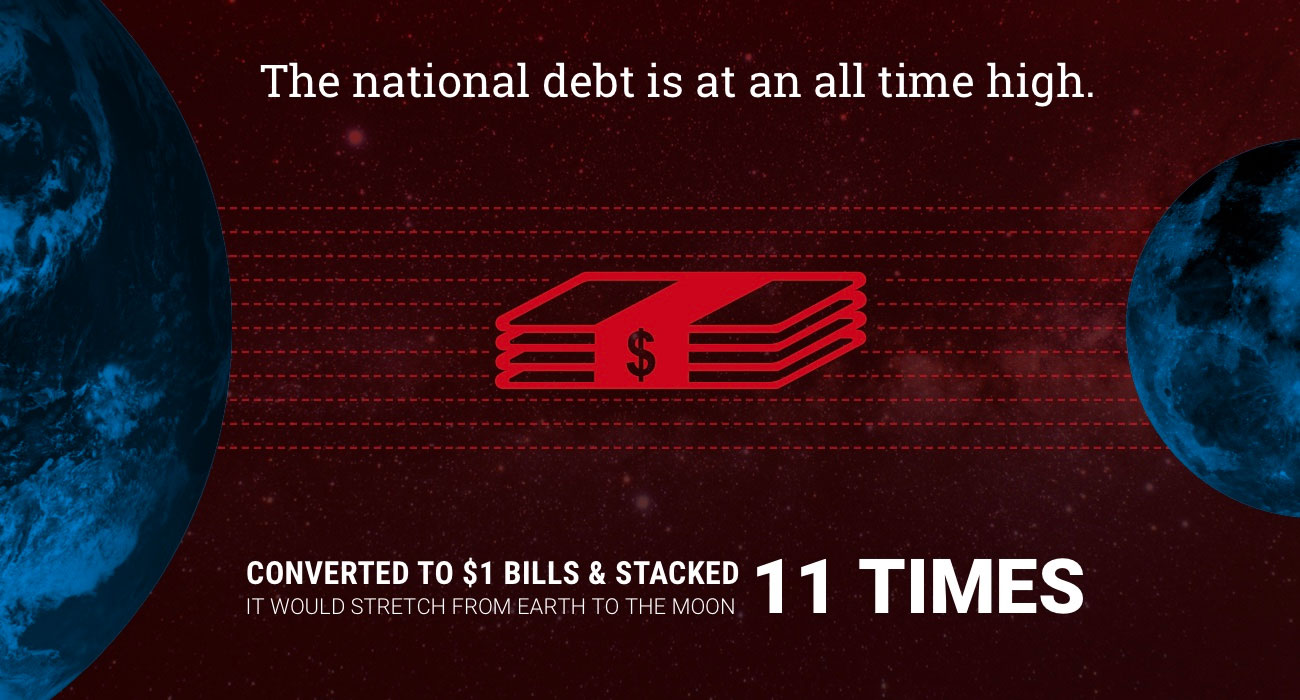 The national debt is at an all time high.
$
CONVERTED TO $1 BILLS & STACKED
IT WOULD STRETCH FROM EARTH TO THE MOON
11 TIMES